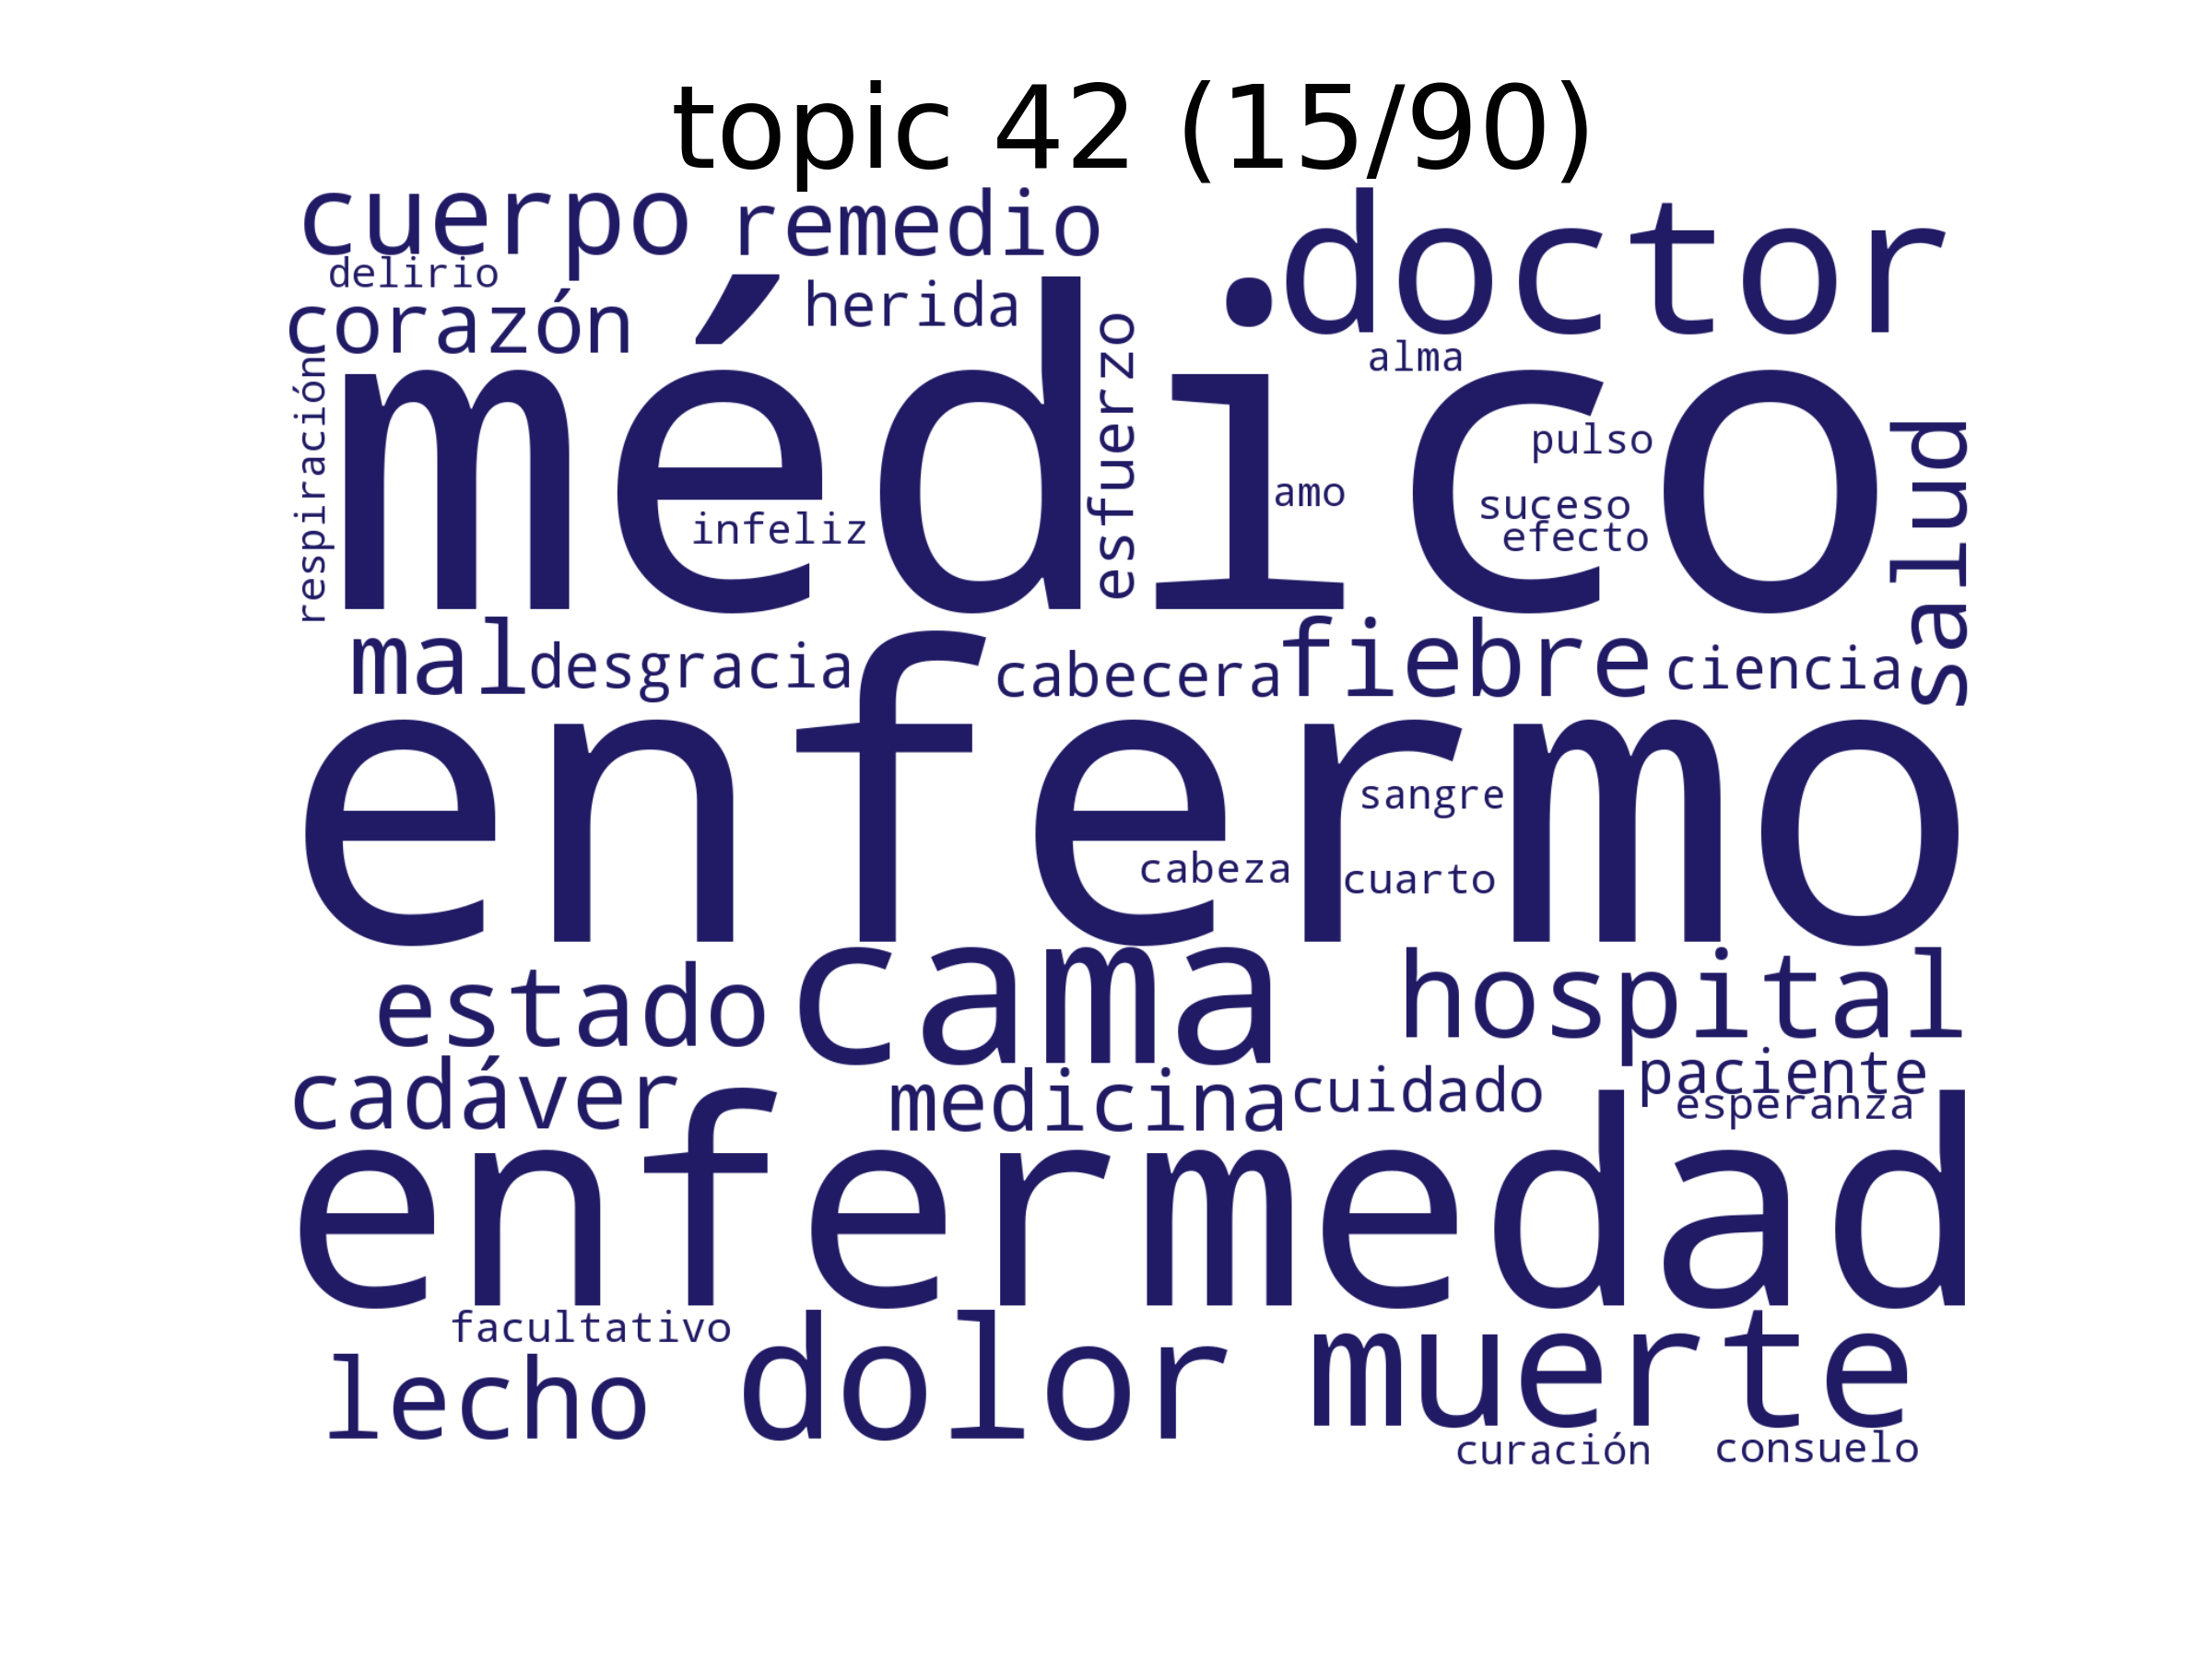 topic 42 (15/90)
cuerpo remedio doctor
delirio
corazón herida
alma
respiración
médico
esfuerzo
pulso
amo
suceso
infeliz
efecto
salud
mal desgracia cabecera fiebre ciencia
enfermo
sangre
cabeza cuarto
estado cama hospital
cadáver medicina cuidado paciente
esperanza
enfermedad
facultativo
lecho dolor muerte
curación consuelo